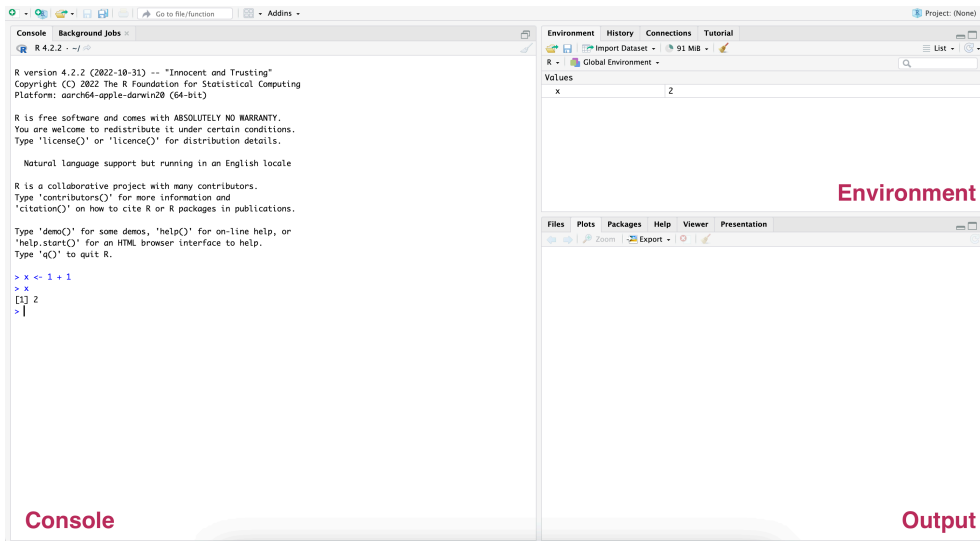 Go to file/function
Addins
Project: (None)
Console
Background Jobs
R 4.2.2 · ~/
R version 4.2.2 (2022-10-31) -- "Innocent and Trusting"
Copyright (C) 2022 The R Foundation for Statistical Computing
Platform: aarch64-apple-darwin20 (64-bit)
R is free software and comes with ABSOLUTELY NO WARRANTY.
You are welcome to redistribute it under certain conditions.
Type 'license()' or 'licence()' for distribution details.
Natural language support but running in an English locale
R is a collaborative project with many contributors.
Type 'contributors()' for more information and
'citation()' on how to cite R or R packages in publications.
Type 'demo()' for some demos, 'help()' for on-line help, or
'help.start()' for an HTML browser interface to help.
Type 'q()' to quit R.
> x <- 1 + 1
> x
[1] 2
>
Console
Environment History Connections Tutorial
Import Dataset 91 MiB List
R Global Environment
Values
x 2
Environment
Files Plots Packages Help Viewer Presentation
Zoom Export
Output